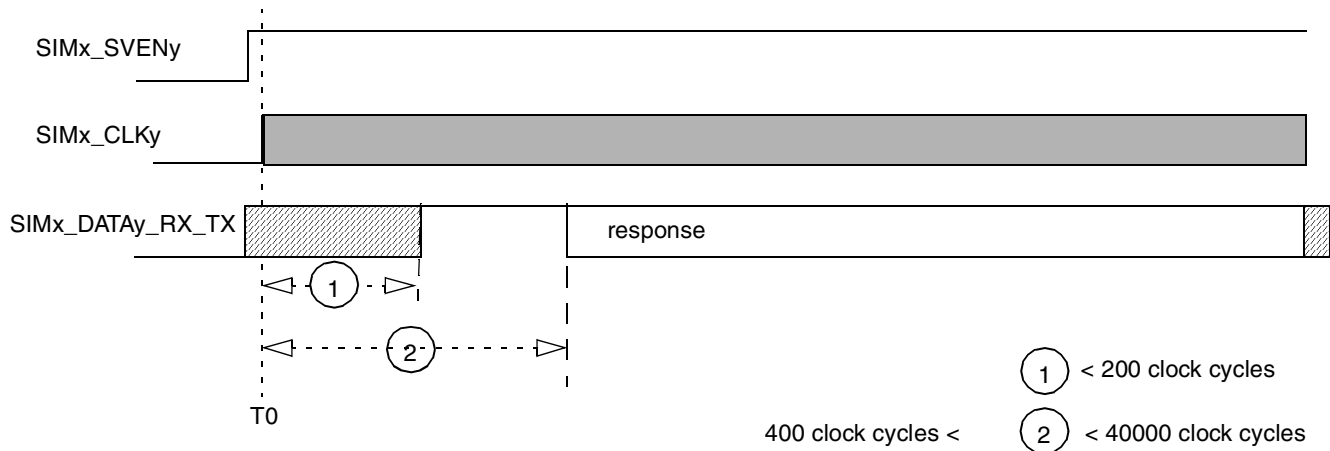 SIMx_SVENy
SIMx_CLKy
SIMx_DATAy_RX_TX
response
1
2
T0
1 < 200 clock cycles
400 clock cycles < 2 < 40000 clock cycles